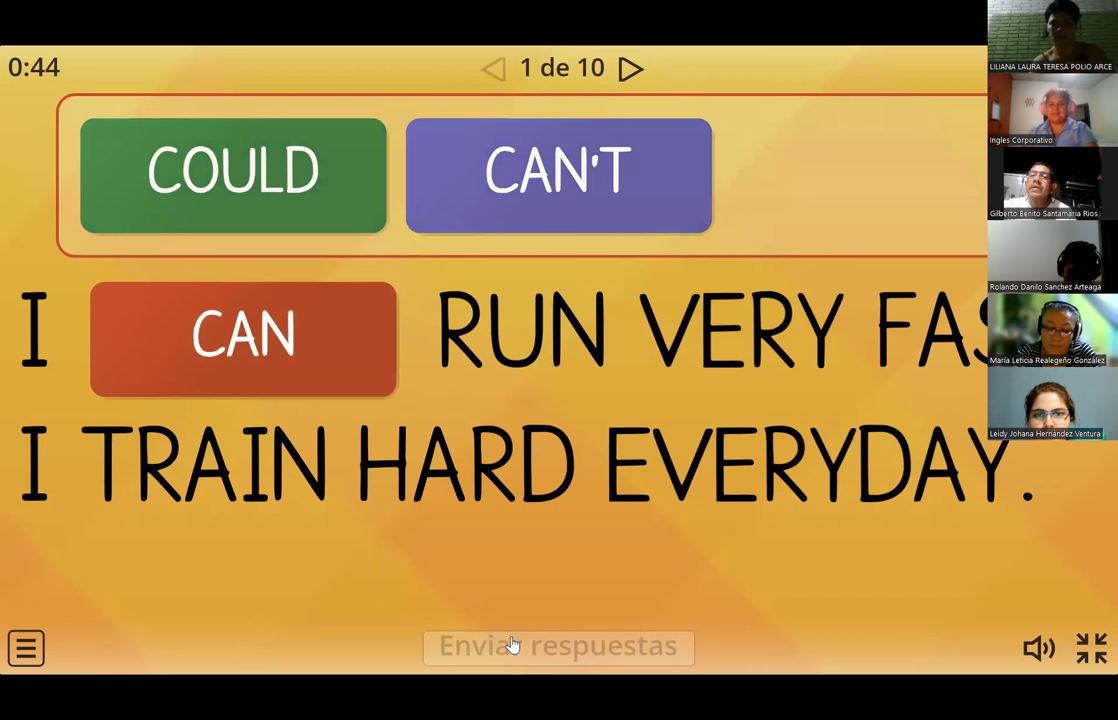 0:44
1 de 10
COULD
CAN'T
I CAN RUN VERY FAS
I TRAIN HARD EVERYDAY.
Enviar respuestas
LILIANA LAURA TERESA POLIO ARCE
Ingles Corporativo
Gilberto Benito Santamaria Rios
Rolando Danilo Sanchez Arteaga
María Leticia Realegeño González
Leidy Johana Hernández Ventura